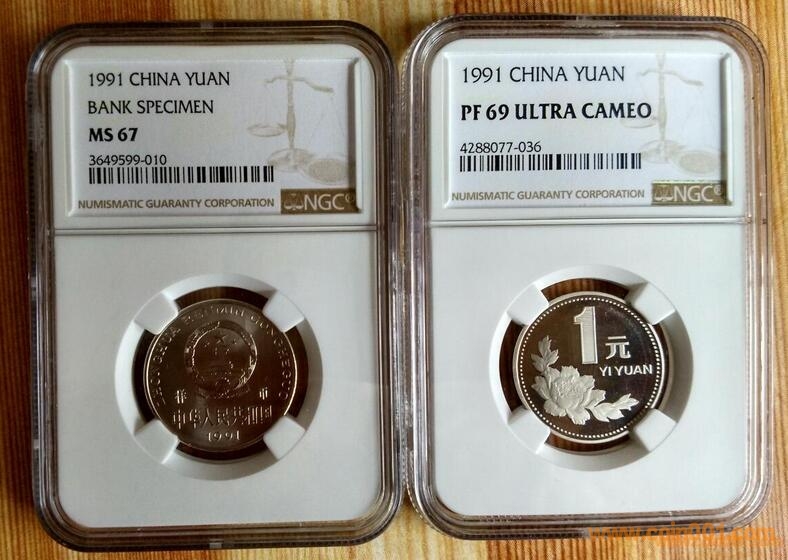 1991 CHINA YUAN
BANK SPECIMEN
MS 67
3649599-010
NUMISMATIC GUARANTY CORPORATION
NGC®
样 币
中华人民共和国
1991
1991 CHINA YUAN
PF 69 ULTRA CAMEO
4288077-036
NUMISMATIC GUARANTY CORPORATION
NGC®
1元
YI YUAN